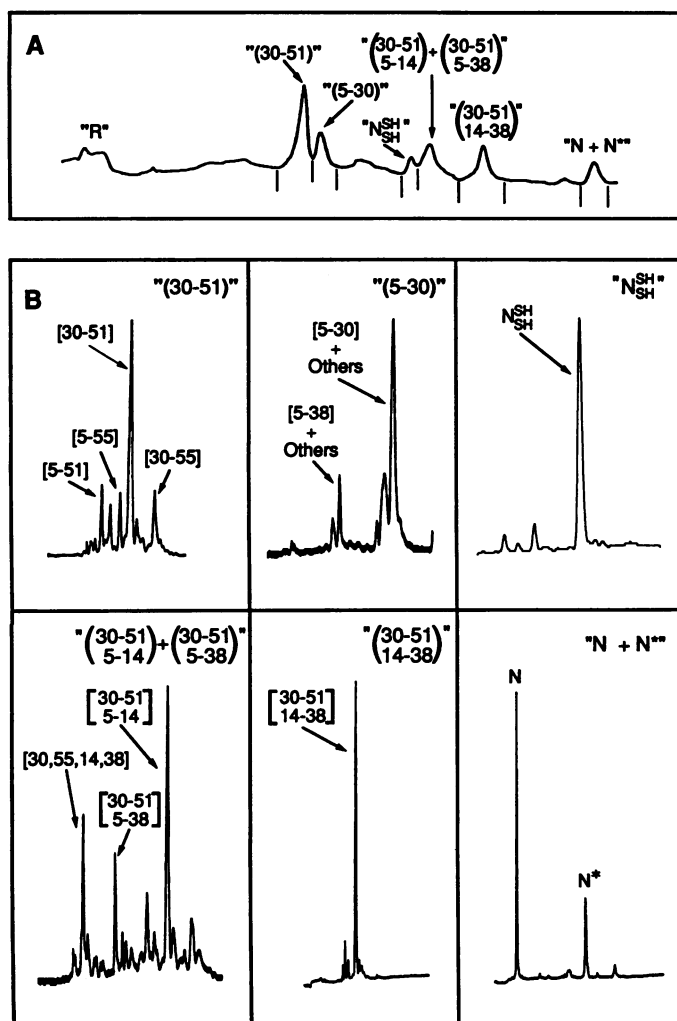 A
"R"
"(30-51)"
"(5-30)"
"N SH SH"
"(30-51 5-14)+(30-51 5-38)"
"(30-51 14-38)"
"N + N*"
B
"(30-51)"
[30-51]
[5-55]
[5-51]
[30-55]
"(5-30)"
[5-30]
+
Others
[5-38]
+
Others
"N SH SH"
N SH SH
"(30-51 5-14)+(30-51 5-38)"
[30-51 5-14]
[30,55,14,38]
[30-51 5-38]
"(30-51 14-38)"
[30-51 14-38]
"N + N*"
N
N*